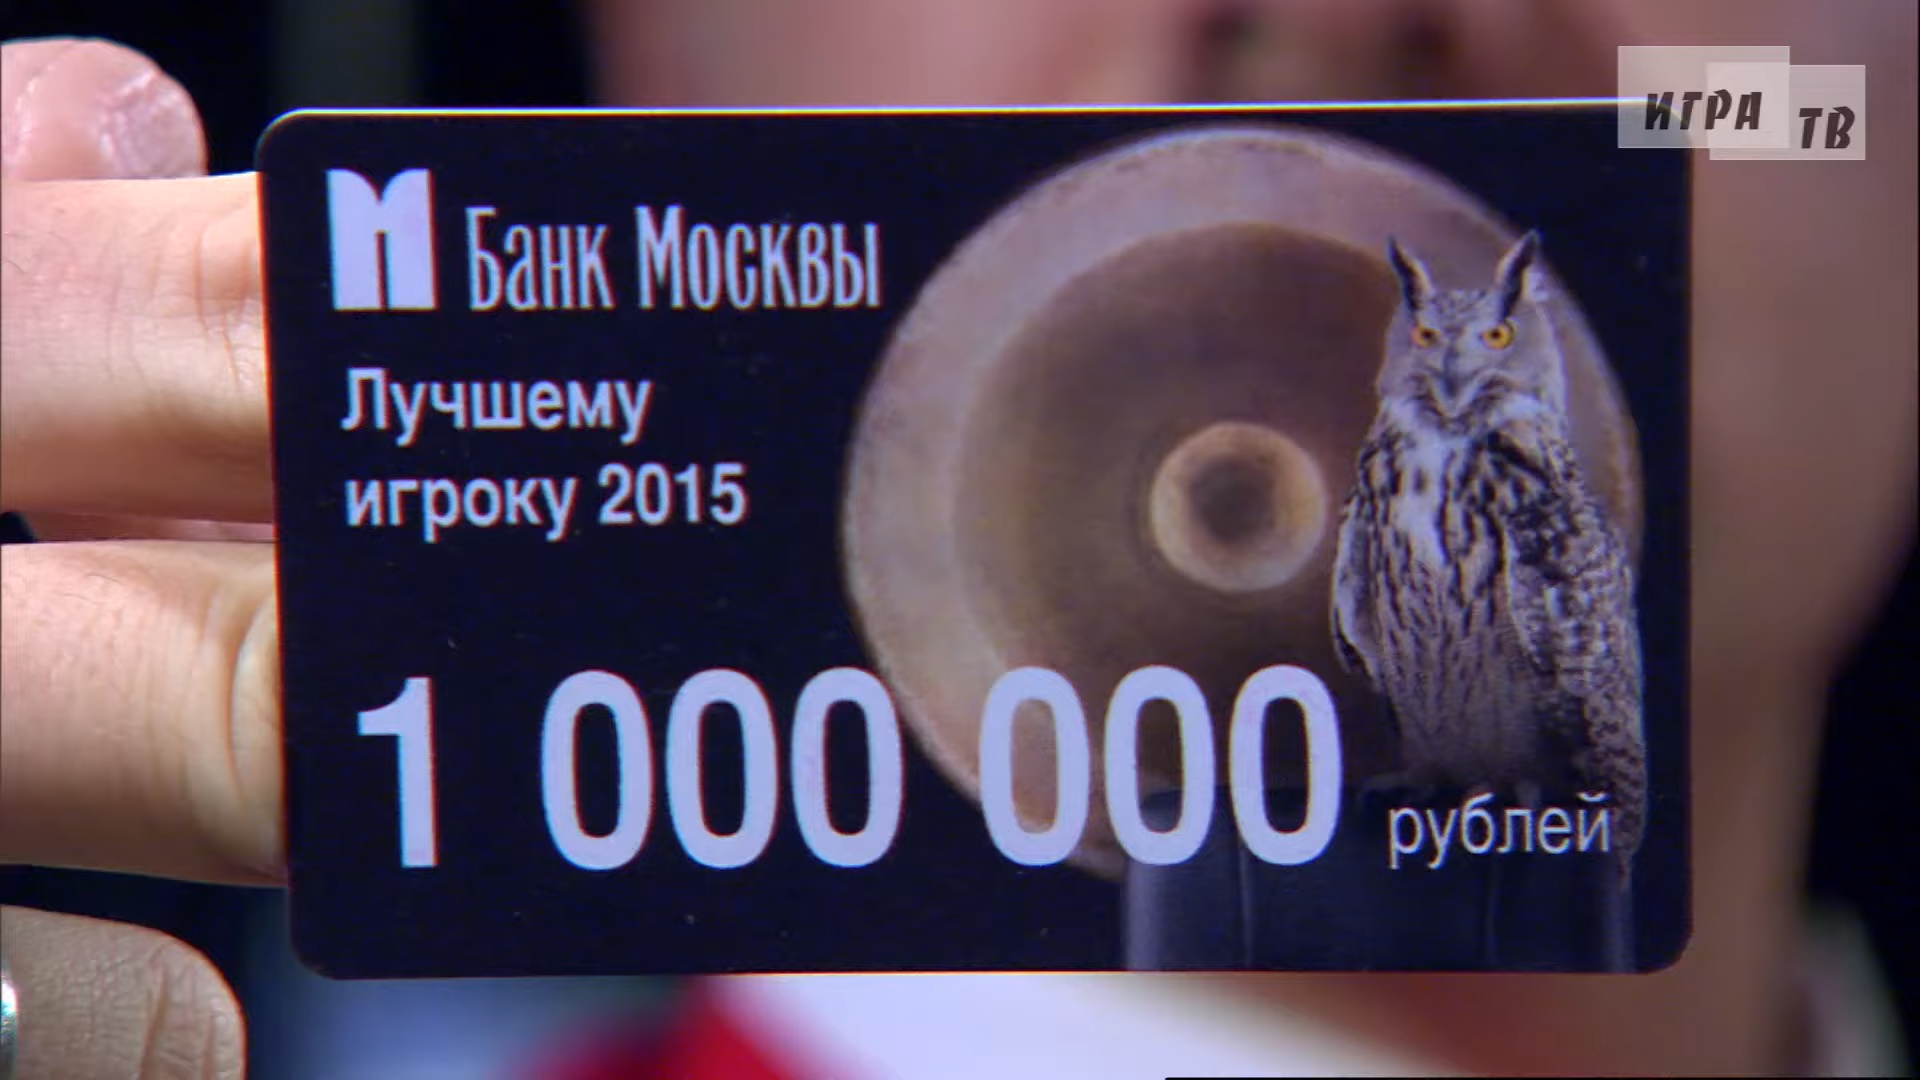 ИГРА ТВ
Банк Москвы
Лучшему
игроку 2015
1 000 000 рублей